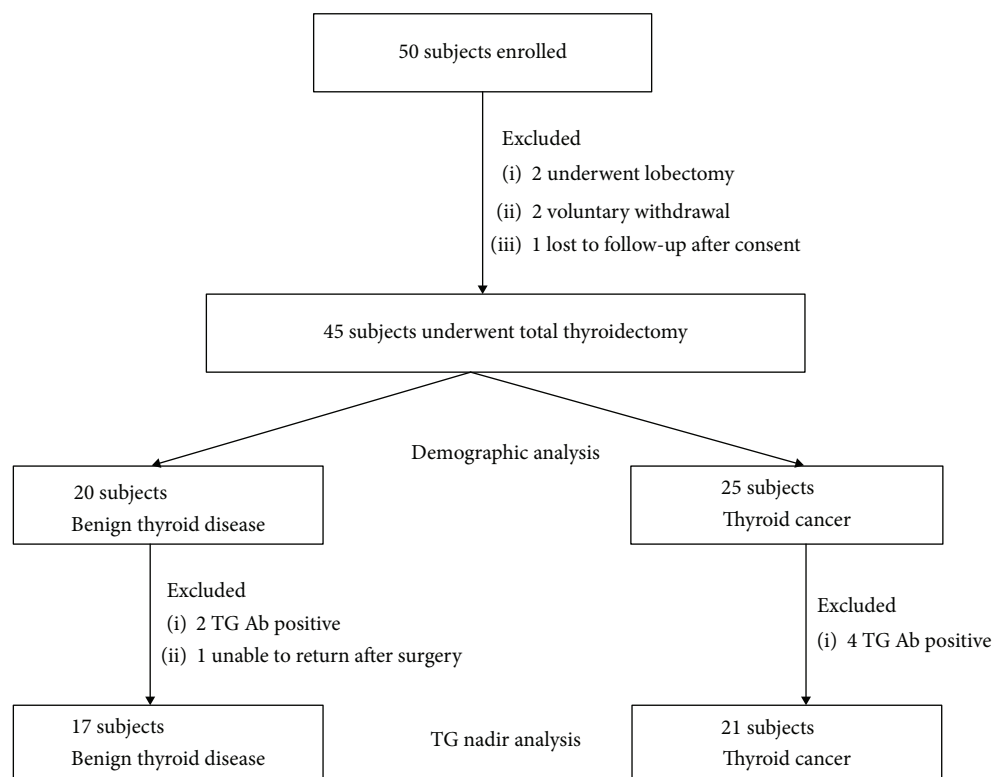 50 subjects enrolled
Excluded
(i) 2 underwent lobectomy
(ii) 2 voluntary withdrawal
(iii) 1 lost to follow-up after consent
45 subjects underwent total thyroidectomy
Demographic analysis
20 subjects
Benign thyroid disease
25 subjects
Thyroid cancer
Excluded
(i) 2 TG Ab positive
(ii) 1 unable to return after surgery
Excluded
(i) 4 TG Ab positive
17 subjects
Benign thyroid disease
TG nadir analysis
21 subjects
Thyroid cancer